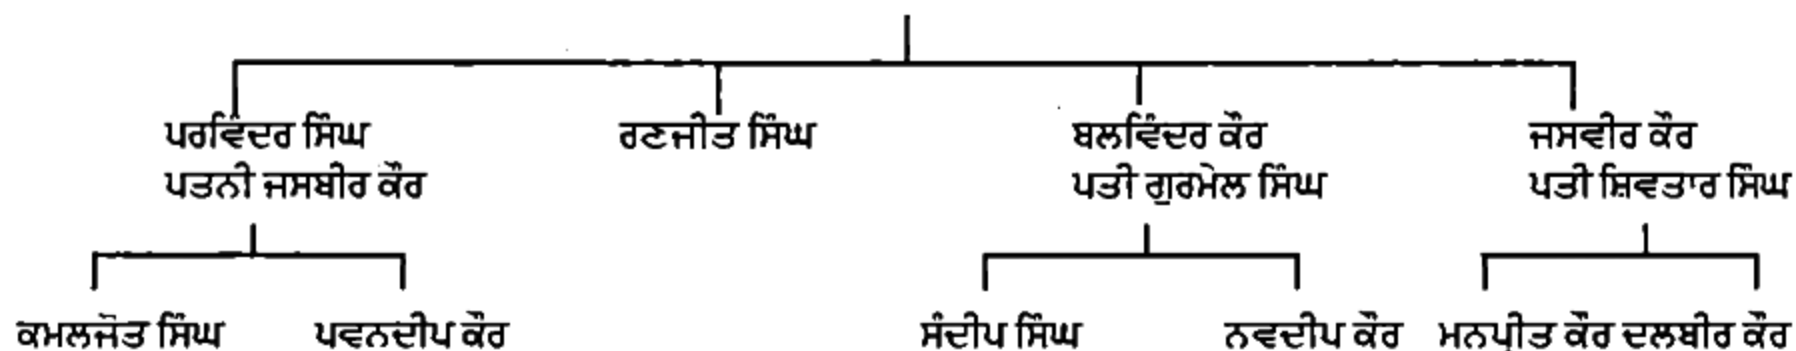 ਪਰਵਿੰਦਰ ਸਿੰਘ ਰਣਜੀਤ ਸਿੰਘ ਬਲਵਿੰਦਰ ਕੌਰ ਜਸਵੀਰ ਕੌਰ
ਪਤਨੀ ਜਸਬੀਰ ਕੌਰ ਪਤੀ ਗੁਰਮੇਲ ਸਿੰਘ ਪਤੀ ਸ਼ਿਵਤਾਰ ਸਿੰਘ
ਕਮਲਜੋਤ ਸਿੰਘ ਪਵਨਦੀਪ ਕੌਰ ਸੰਦੀਪ ਸਿੰਘ ਨਵਦੀਪ ਕੌਰ ਮਨਪ੍ਰੀਤ ਕੌਰ ਦਲਬੀਰ ਕੌਰ